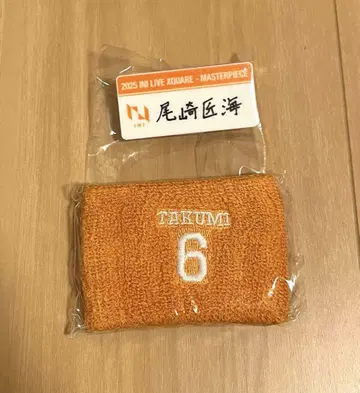 2025 INI LIVE XQUARE - MASTERPIECE
INI
尾崎匠海
TAKUMI
6